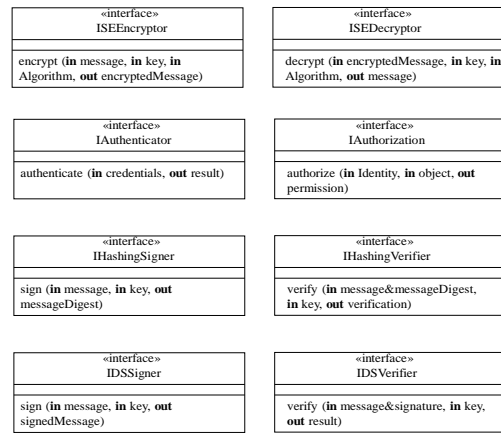 «interface»
ISEEncryptor
encrypt (in message, in key, in
Algorithm, out encryptedMessage)
«interface»
ISEDecryptor
decrypt (in encryptedMessage, in key, in
Algorithm, out message)
«interface»
IAuthenticator
authenticate (in credentials, out result)
«interface»
IAuthorization
authorize (in Identity, in object, out
permission)
«interface»
IHashingSigner
sign (in message, in key, out
messageDigest)
«interface»
IHashingVerifier
verify (in message&messageDigest,
in key, out verification)
«interface»
IDSSigner
sign (in message, in key, out
signedMessage)
«interface»
IDSVerifier
verify (in message&signature, in key,
out result)